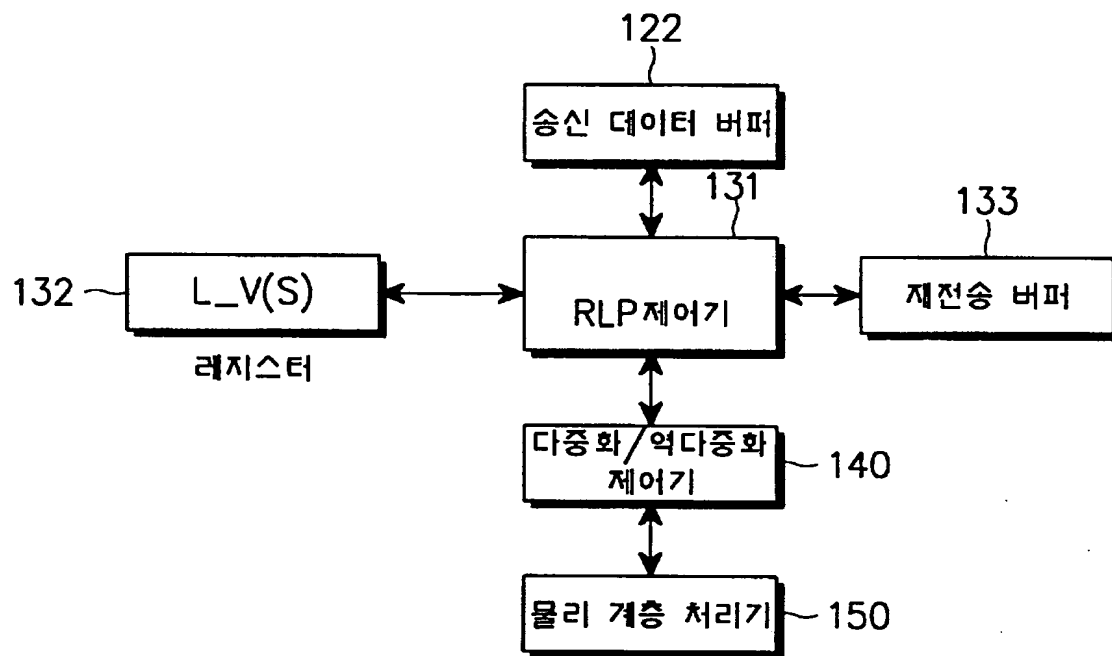 122
송신 데이터 버퍼
131
133
132
L_V(S)
RLP제어기
재전송 버퍼
레지스터
다중화/역다중화
제어기
140
물리 계층 처리기
150